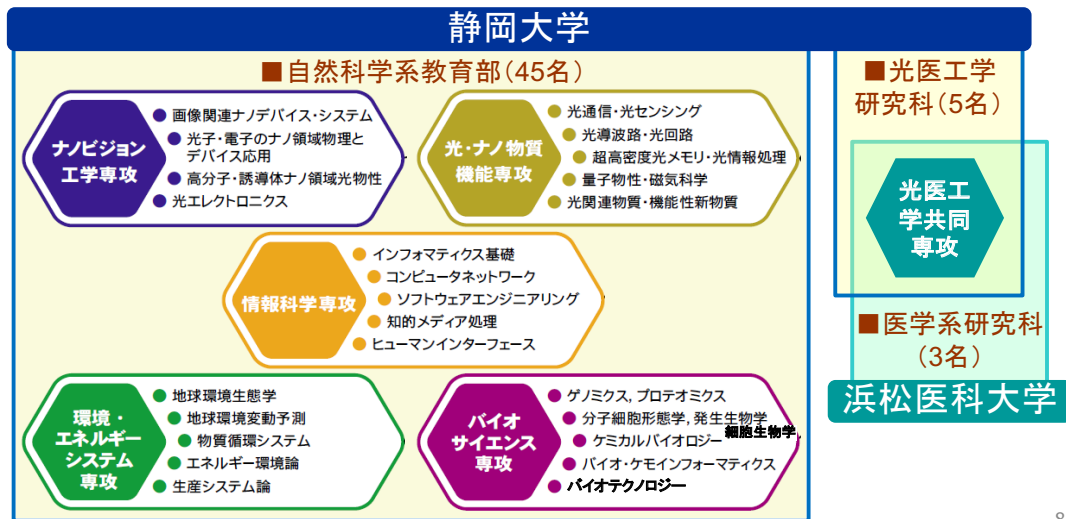 静岡大学
■自然科学系教育部(45名)
ナノビジョン
工学専攻
● 画像関連ナノデバイス・システム
● 光子・電子のナノ領域物理と
デバイス応用
● 高分子・誘導体ナノ領域光物性
● 光エレクトロニクス
光・ナノ物質
機能専攻
● 光通信・光センシング
● 光導波路・光回路
● 超高密度光メモリ・光情報処理
● 量子物性・磁気科学
● 光関連物質・機能性新物質
情報科学専攻
● インフォマティクス基礎
● コンピュータネットワーク
● ソフトウェアエンジニアリング
● 知的メディア処理
● ヒューマンインターフェース
環境・
エネルギー
システム
専攻
● 地球環境生態学
● 地球環境変動予測
● 物質循環システム
● エネルギー環境論
● 生産システム論
バイオ
サイエンス
専攻
● ゲノミクス, プロテオミクス
● 分子細胞形態学, 発生生物学
● ケミカルバイオロジー 細胞生物学
● バイオ・ケモインフォーマティクス
● バイオテクノロジー
■光医工学
研究科(5名)
光医工
学共同
専攻
■医学系研究科
(3名)
浜松医科大学
8